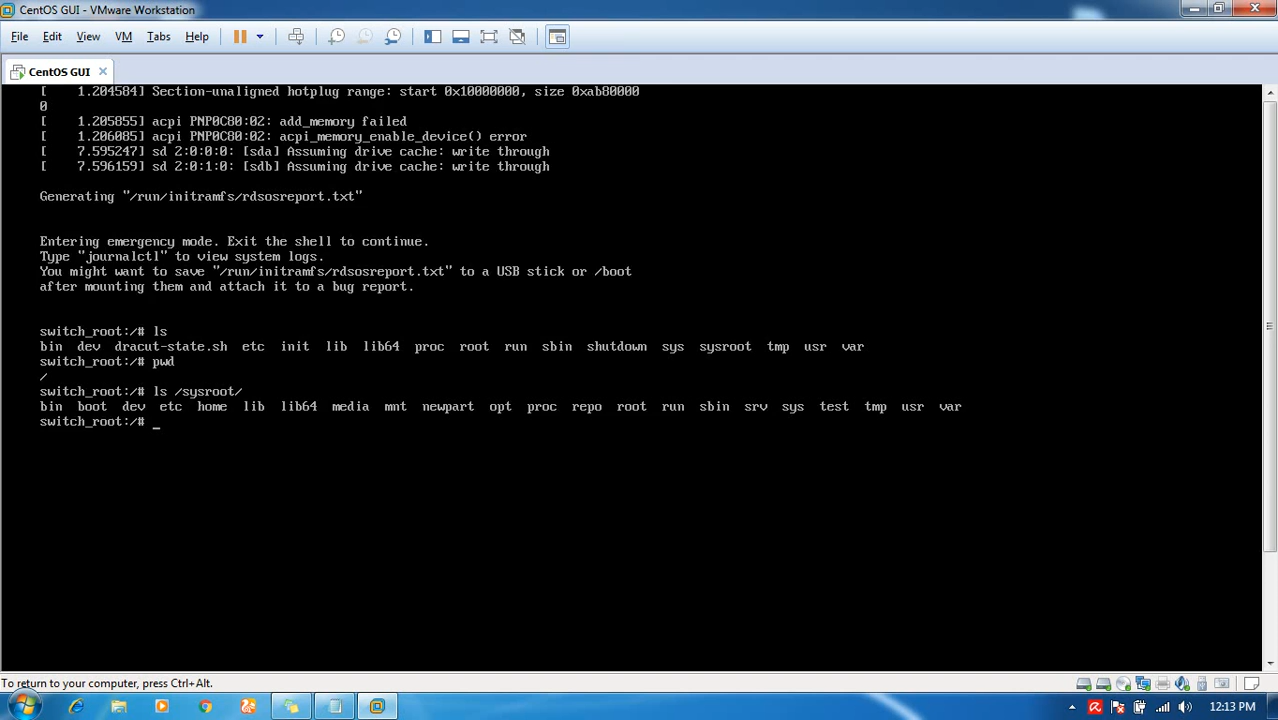 CentOS GUI - VMware Workstation
File Edit View VM Tabs Help
CentOS GUI
[    1.204584] Section-unaligned hotplug range: start 0x10000000, size 0xab80000
0
[    1.205855] acpi PNP0C80:02: add_memory failed
[    1.206085] acpi PNP0C80:02: acpi_memory_enable_device() error
[    7.595247] sd 2:0:0:0: [sda] Assuming drive cache: write through
[    7.596159] sd 2:0:1:0: [sdb] Assuming drive cache: write through
Generating "/run/initramfs/rdsosreport.txt"
Entering emergency mode. Exit the shell to continue.
Type "journalctl" to view system logs.
You might want to save "/run/initramfs/rdsosreport.txt" to a USB stick or /boot
after mounting them and attach it to a bug report.
switch_root:/# ls
bin  dev  dracut-state.sh  etc  init  lib  lib64  proc  root  run  sbin  shutdown  sys  sysroot  tmp  usr  var
switch_root:/# pwd
/
switch_root:/# ls /sysroot/
bin  boot  dev  etc  home  lib  lib64  media  mnt  newpart  opt  proc  repo  root  run  sbin  srv  sys  test  tmp  usr  var
switch_root:/# _
To return to your computer, press Ctrl+Alt.
12:13 PM